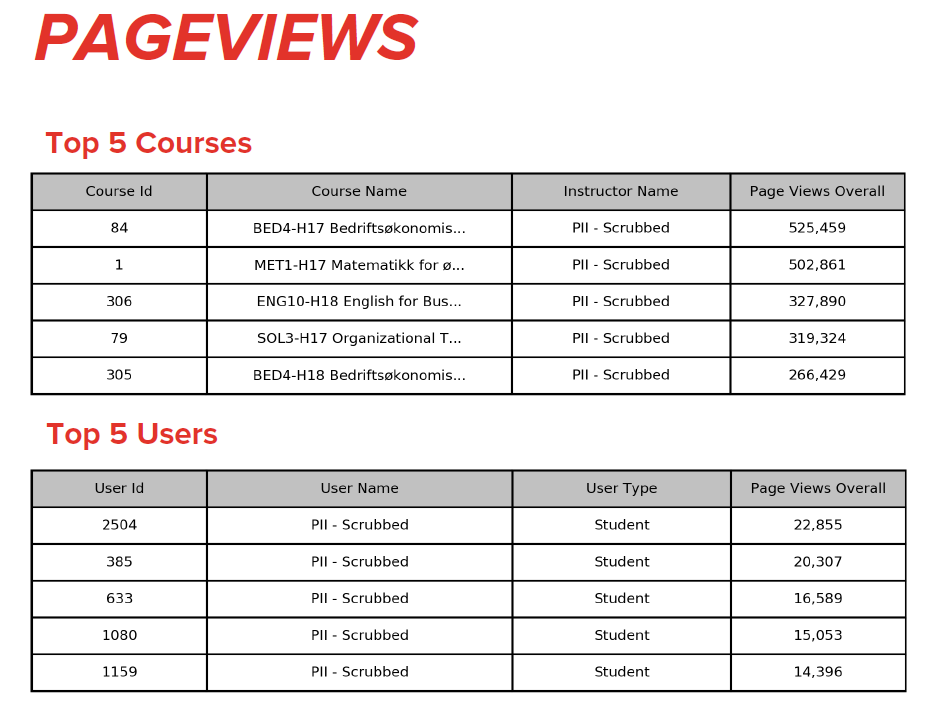 PAGEVIEWS
Top 5 Courses
Course Id Course Name Instructor Name Page Views Overall
84 BED4-H17 Bedriftsøkonomis... PII - Scrubbed 525,459
1 MET1-H17 Matematikk for ø... PII - Scrubbed 502,861
306 ENG10-H18 English for Bus... PII - Scrubbed 327,890
79 SOL3-H17 Organizational T... PII - Scrubbed 319,324
305 BED4-H18 Bedriftsøkonomis... PII - Scrubbed 266,429
Top 5 Users
User Id User Name User Type Page Views Overall
2504 PII - Scrubbed Student 22,855
385 PII - Scrubbed Student 20,307
633 PII - Scrubbed Student 16,589
1080 PII - Scrubbed Student 15,053
1159 PII - Scrubbed Student 14,396